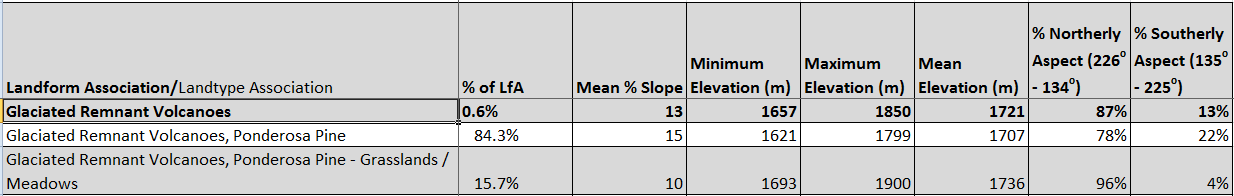 Landform Association/Landtype Association | % of LfA | Mean % Slope | Minimum Elevation (m) | Maximum Elevation (m) | Mean Elevation (m) | % Northerly Aspect (226° - 134°) | % Southerly Aspect (135° - 225°)
Glaciated Remnant Volcanoes | 0.6% | 13 | 1657 | 1850 | 1721 | 87% | 13%
Glaciated Remnant Volcanoes, Ponderosa Pine | 84.3% | 15 | 1621 | 1799 | 1707 | 78% | 22%
Glaciated Remnant Volcanoes, Ponderosa Pine - Grasslands / Meadows | 15.7% | 10 | 1693 | 1900 | 1736 | 96% | 4%